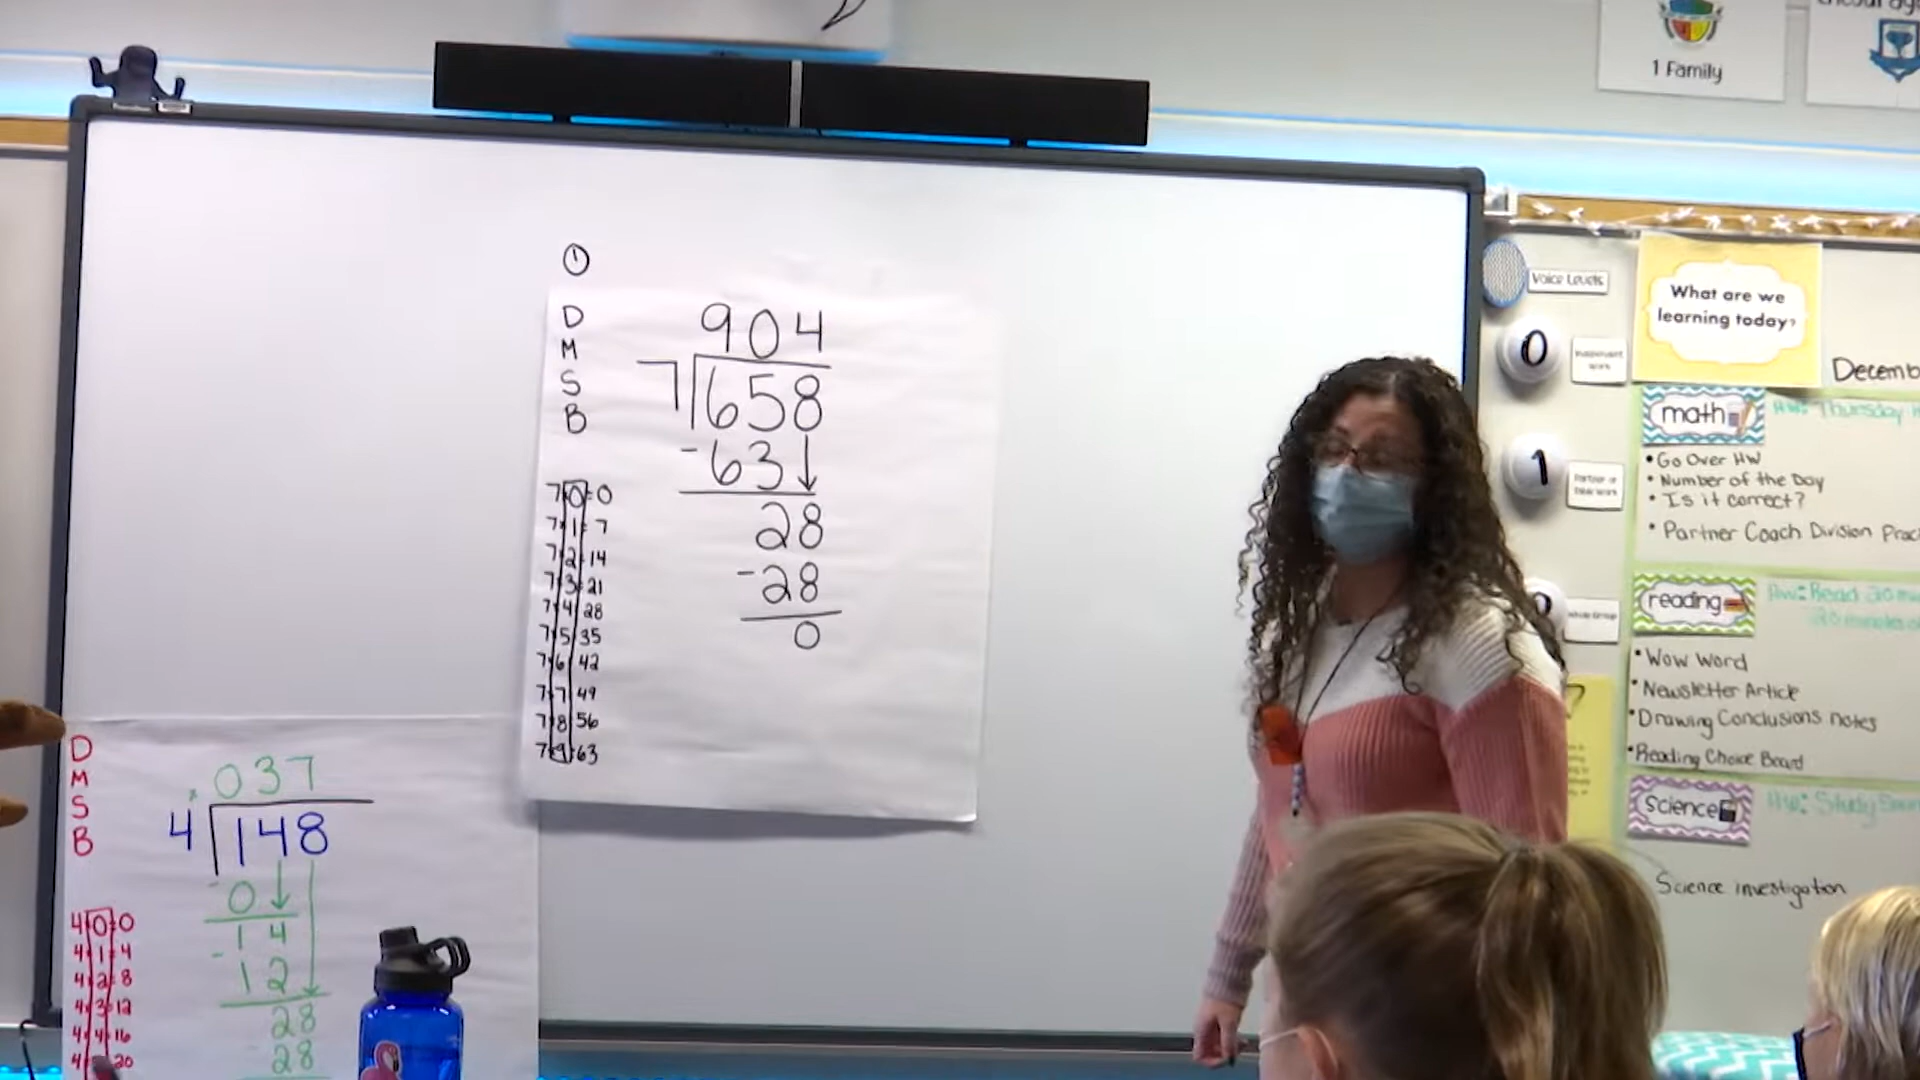 1 Family
①
D
M
S
B
904
7 658
- 63
28
- 28
0
7×0=0
7×1=7
7×2=14
7×3=21
7×4=28
7×5=35
7×6=42
7×7=49
7×8=56
7×9=63
D
M
S
B
037
4 148
- 0
14
- 12
28
28
4×0=0
4×1=4
4×2=8
4×3=12
4×4=16
4 20
Voice Levels
0
1
What are we
learning today?
Decemb
math
HW: Thursday
• Go Over HW
• Number of the Day
• Is it correct?
• Partner Coach Division Prac
reading
HW: Read 20
• Wow Word
• Newsletter Article
• Drawing Conclusions notes
• Reading Choice Board
science
HW: Study
Science investigation